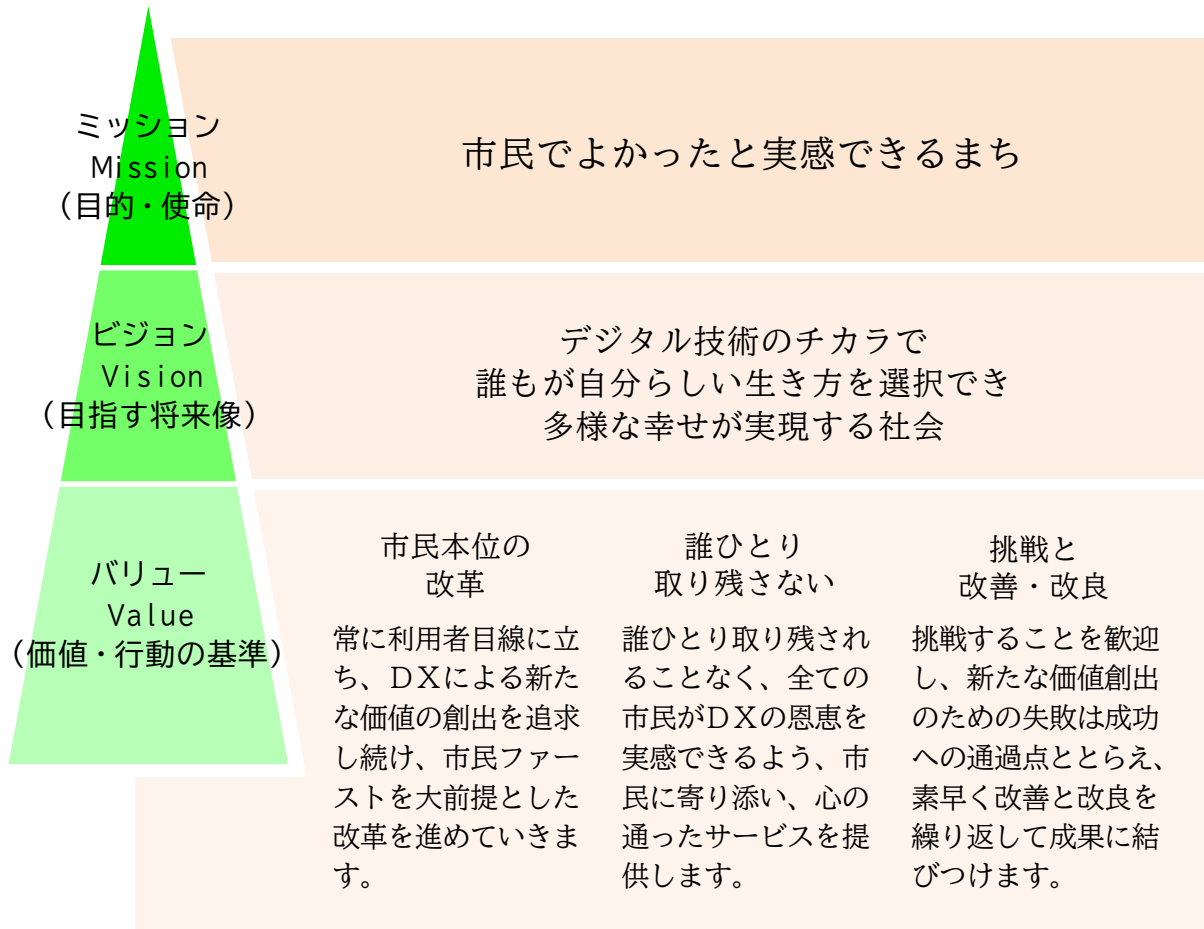 ミッション
Mission
（目的・使命）
市民でよかったと実感できるまち
ビジョン
Vision
（目指す将来像）
デジタル技術のチカラで
誰もが自分らしい生き方を選択でき
多様な幸せが実現する社会
バリュー
Value
（価値・行動の基準）
市民本位の
改革
常に利用者目線に立
ち、ＤＸによる新た
な価値の創出を追求
し続け、市民ファー
ストを大前提とした
改革を進めていきま
す。
誰ひとり
取り残さない
誰ひとり取り残され
ることなく、全ての
市民がＤＸの恩恵を
実感できるよう、市
民に寄り添い、心の
通ったサービスを提
供します。
挑戦と
改善・改良
挑戦することを歓迎
し、新たな価値創出
のための失敗は成功
への通過点ととらえ、
素早く改善と改良を
繰り返して成果に結
びつけます。